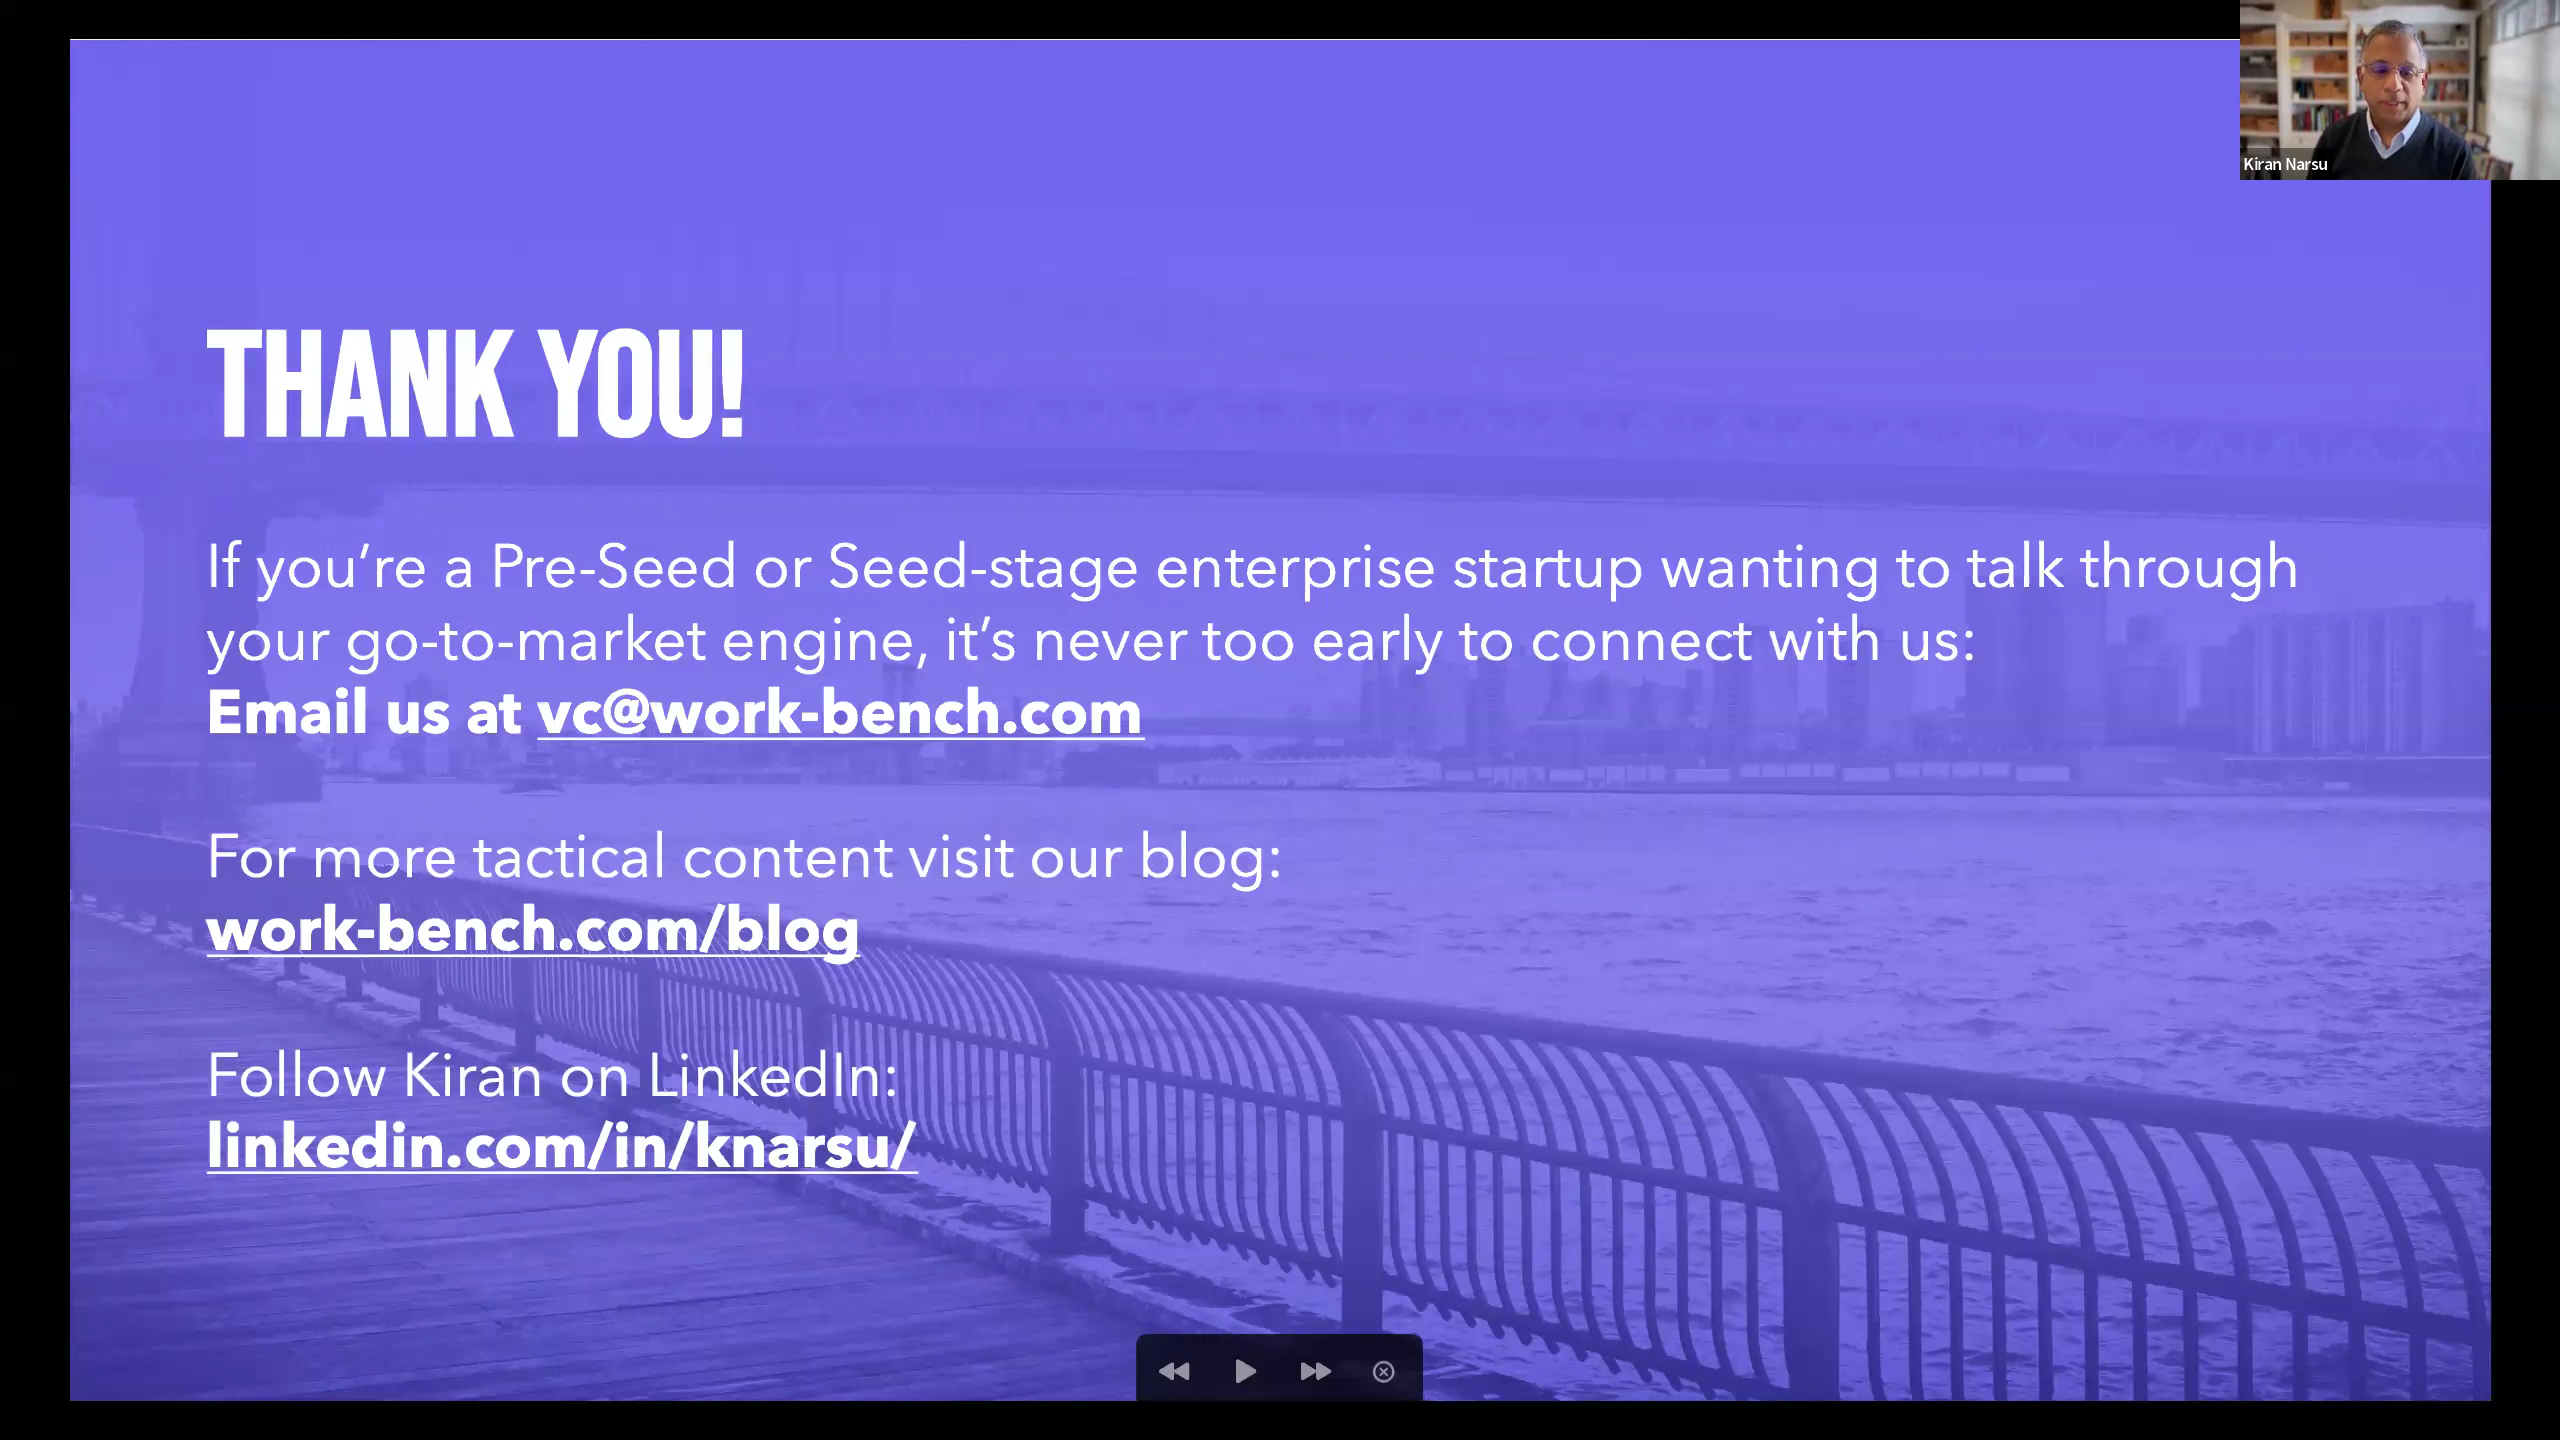 Kiran Narsu
THANK YOU!
If you’re a Pre-Seed or Seed-stage enterprise startup wanting to talk through
your go-to-market engine, it’s never too early to connect with us:
Email us at vc@work-bench.com
For more tactical content visit our blog:
work-bench.com/blog
Follow Kiran on LinkedIn:
linkedin.com/in/knarsu/